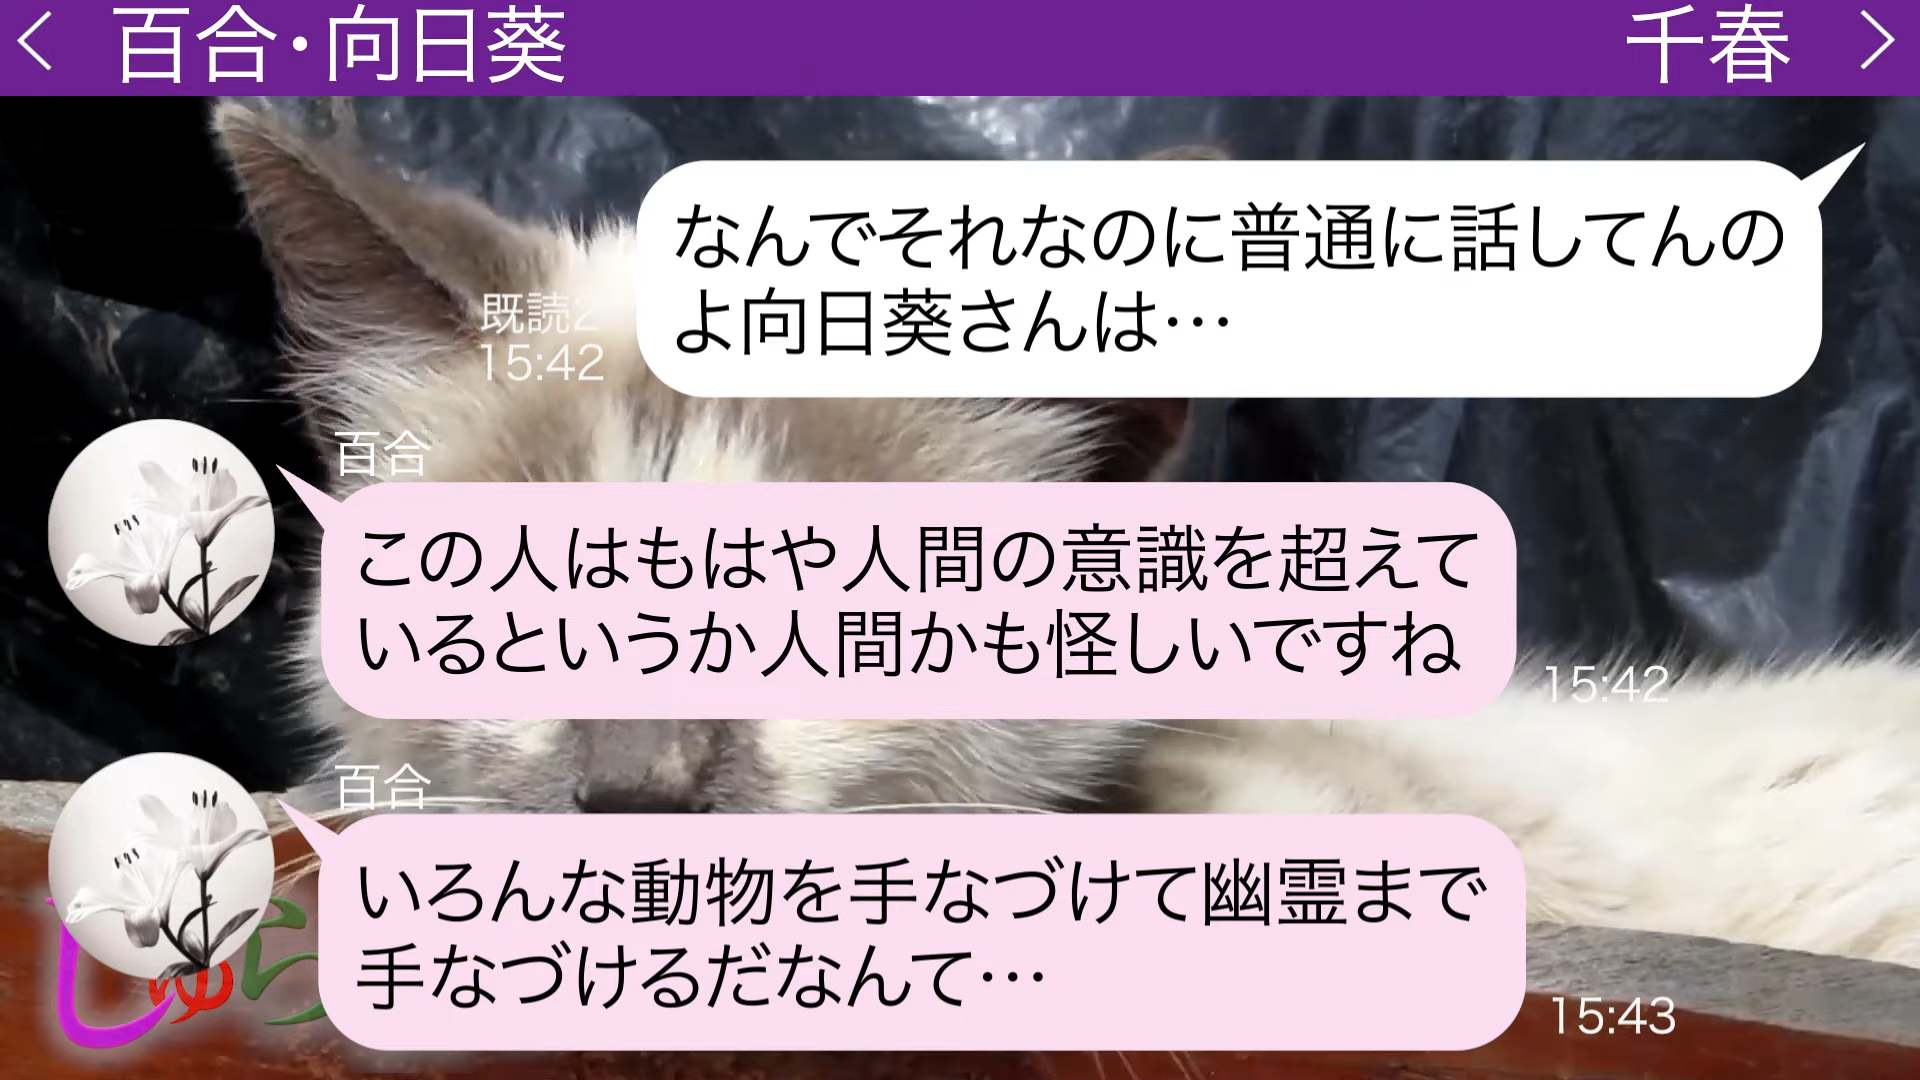 百合・向日葵
千春
なんでそれなのに普通に話してんの
よ向日葵さんは…
既読2
15:42
百合
この人はもはや人間の意識を超えて
いるというか人間かも怪しいですね
15:42
百合
いろんな動物を手なづけて幽霊まで
手なづけるだなんて…
15:43
しゅら